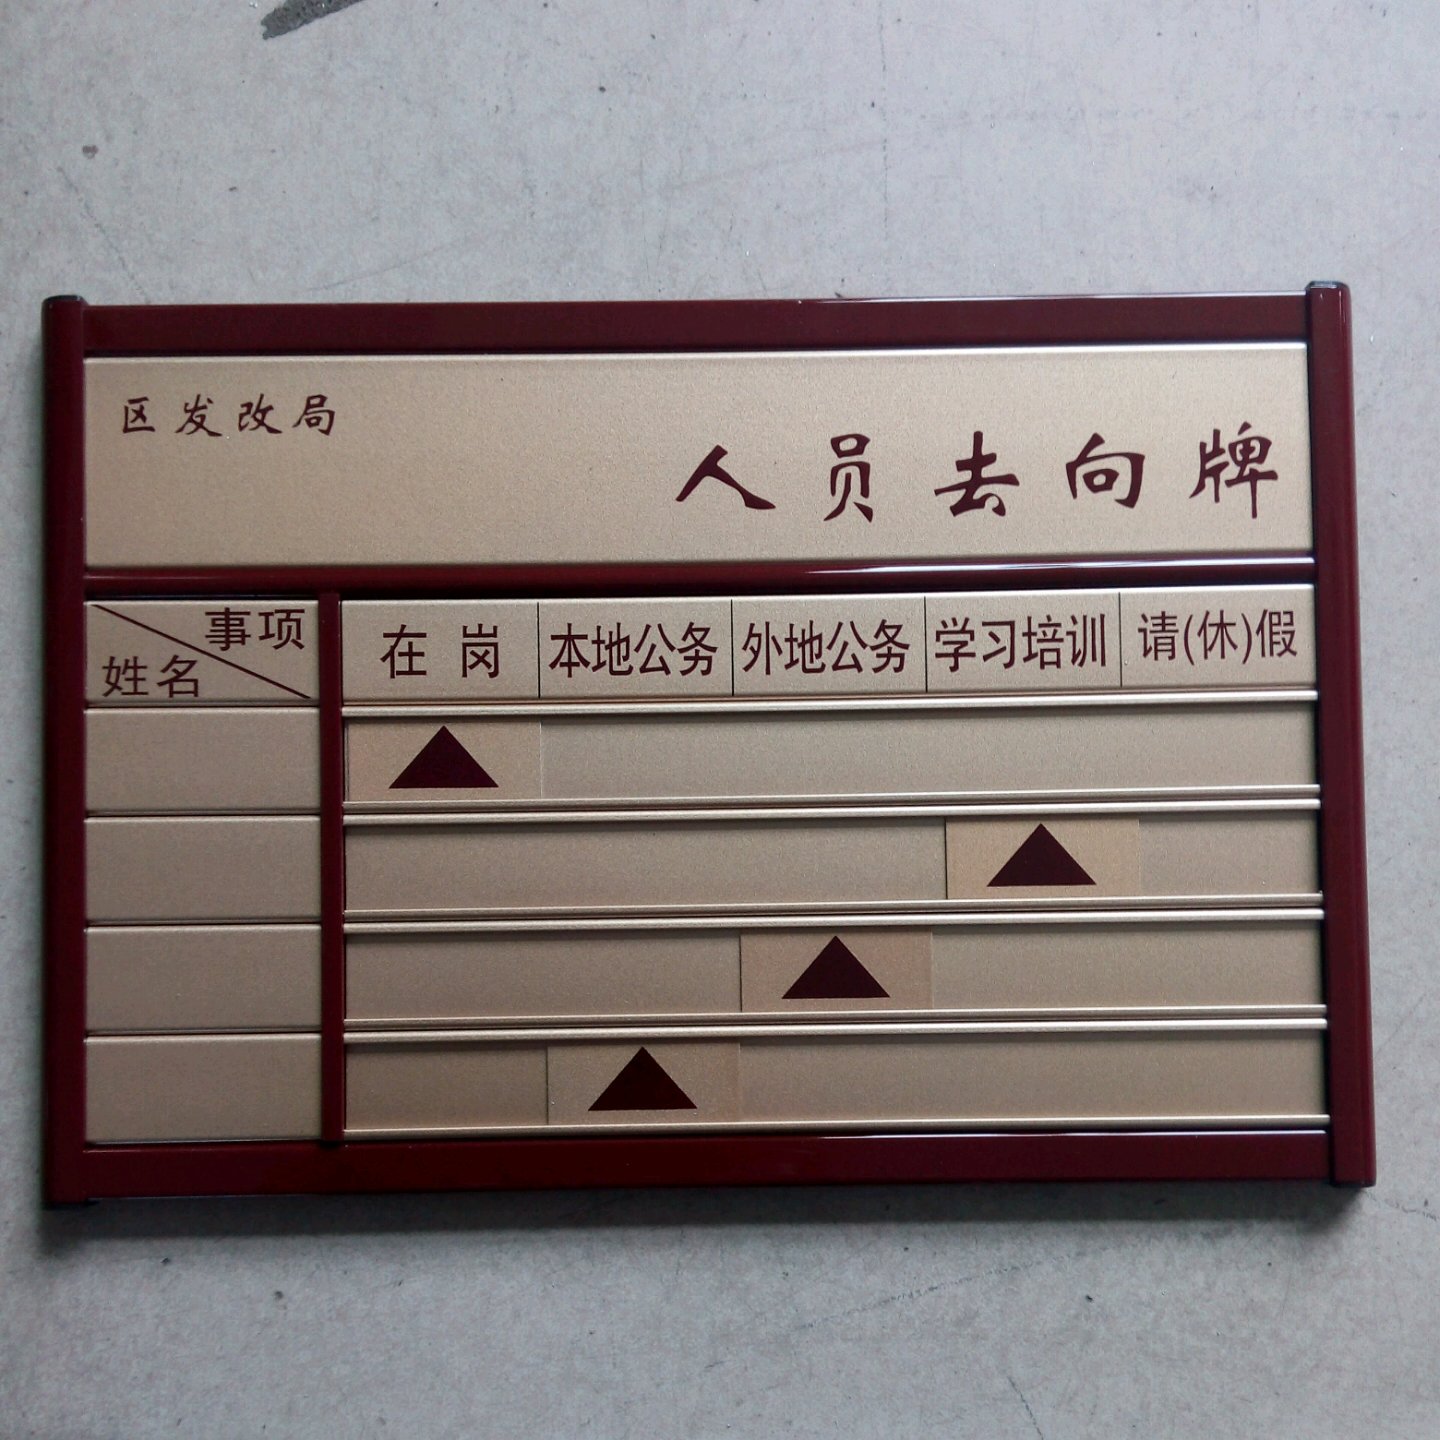 区发改局
人员去向牌
事项
姓名
在岗 本地公务 外地公务 学习培训 请(休)假